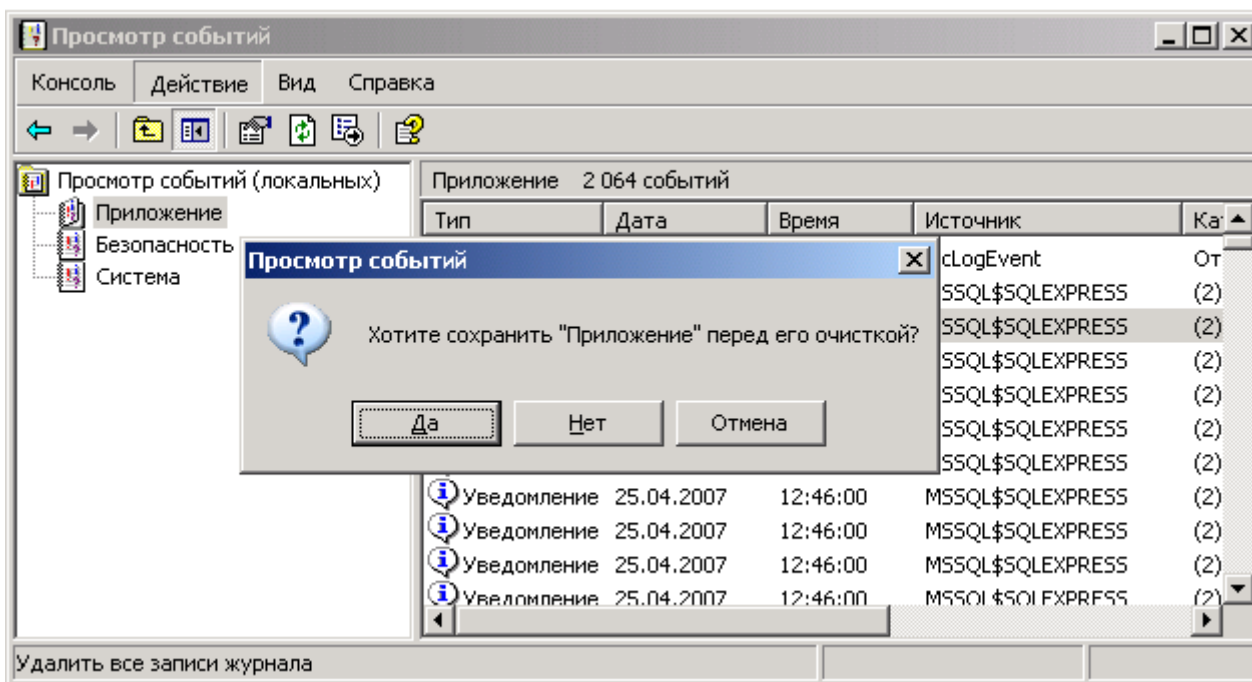 Просмотр событий
Консоль Действие Вид Справка
Просмотр событий (локальных)
Приложение
Безопасность
Система
Приложение 2 064 событий
Тип Дата Время Источник
Просмотр событий
Хотите сохранить "Приложение" перед его очисткой?
Да Нет Отмена
cLogEvent От
SSQL$SQLEXPRESS (2)
SSQL$SQLEXPRESS (2)
SSQL$SQLEXPRESS (2)
SSQL$SQLEXPRESS (2)
SSQL$SQLEXPRESS (2)
SSQL$SQLEXPRESS (2)
Уведомление 25.04.2007 12:46:00 MSSQL$SQLEXPRESS (2)
Уведомление 25.04.2007 12:46:00 MSSQL$SQLEXPRESS (2)
Уведомление 25.04.2007 12:46:00 MSSQL$SQLEXPRESS (2)
Уведомление 25.04.2007 12:46:00 MSSQL$SQLEXPRESS (2)
Удалить все записи журнала